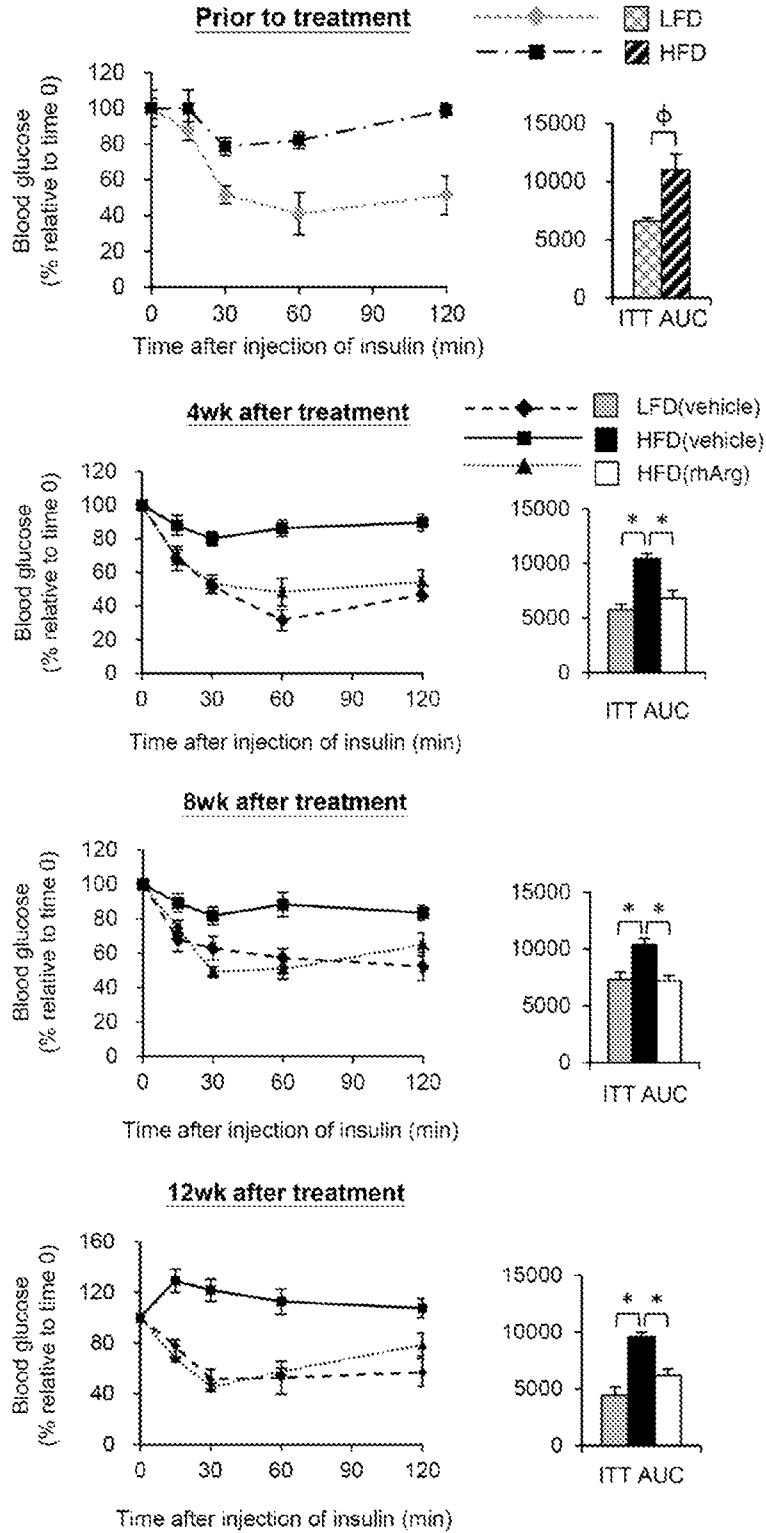 Prior to treatment
LFD
HFD
Blood glucose
(% relative to time 0)
120
100
80
60
40
20
0
0 30 60 90 120
Time after injection of insulin (min)
15000
10000
5000
0
ϕ
ITT AUC
4wk after treatment
LFD(vehicle)
HFD(vehicle)
HFD(rhArg)
Blood glucose
(% relative to time 0)
120
100
80
60
40
20
0
0 30 60 90 120
Time after injection of insulin (min)
15000
10000
5000
0
* *
ITT AUC
8wk after treatment
Blood glucose
(% relative to time 0)
120
100
80
60
40
20
0
0 30 60 90 120
Time after injection of insulin (min)
15000
10000
5000
0
* *
ITT AUC
12wk after treatment
Blood glucose
(% relative to time 0)
160
120
80
40
0
0 30 60 90 120
Time after injection of insulin (min)
15000
10000
5000
0
* *
ITT AUC